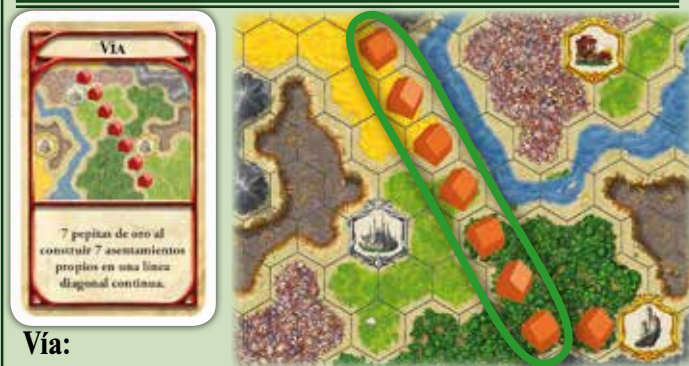 VÍA
7 pepitas de oro al
construir 7 asentamientos
propios en una línea
diagonal continua.
Vía: